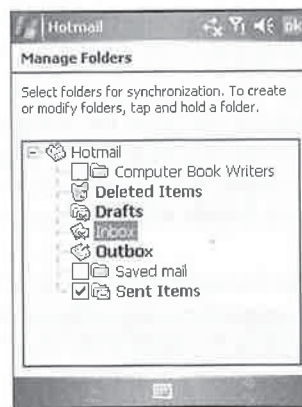 Hotmail
ok
Manage Folders
Select folders for synchronization. To create
or modify folders, tap and hold a folder.
Hotmail
Computer Book Writers
Deleted Items
Drafts
Inbox
Outbox
Saved mail
Sent Items